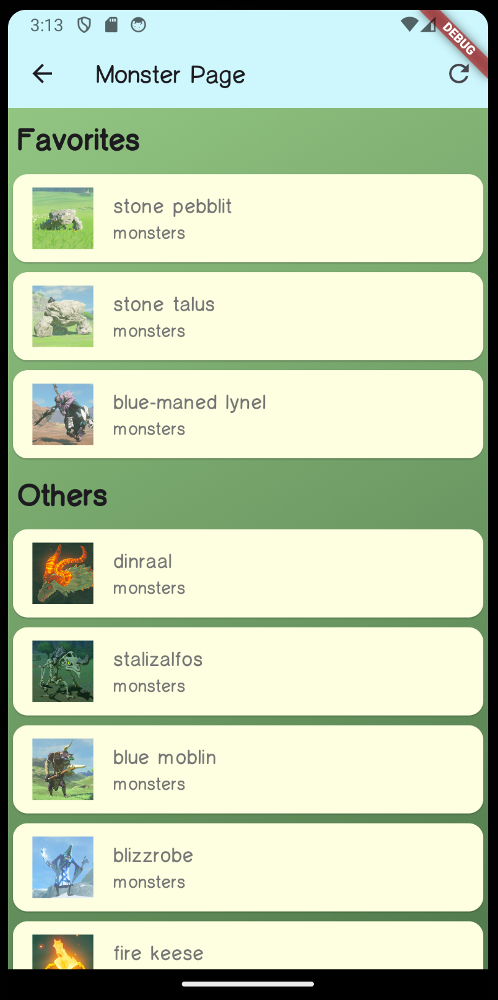 3:13
DEBUG
Monster Page
Favorites
stone pebblit
monsters
stone talus
monsters
blue-maned lynel
monsters
Others
dinraal
monsters
stalizalfos
monsters
blue moblin
monsters
blizzrobe
monsters
fire keese